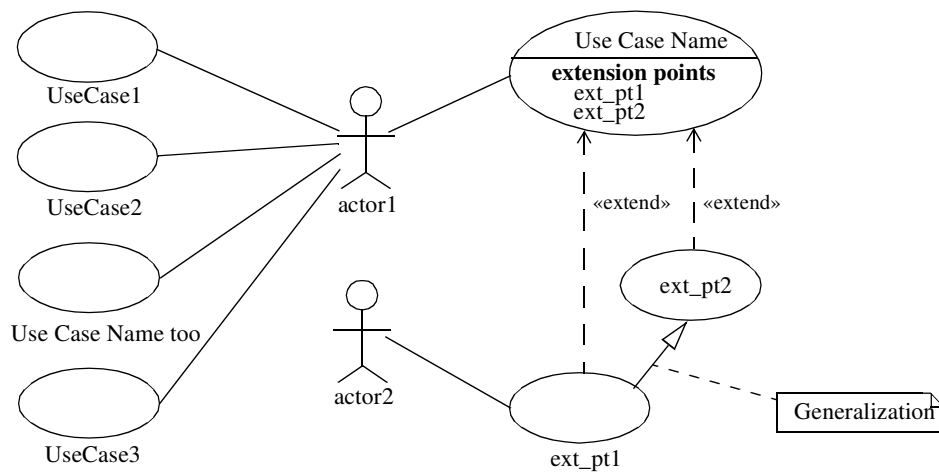 Use Case Name
extension points
ext_pt1
ext_pt2
UseCase1
UseCase2
actor1
«extend»
«extend»
ext_pt2
Use Case Name too
actor2
Generalization
UseCase3
ext_pt1